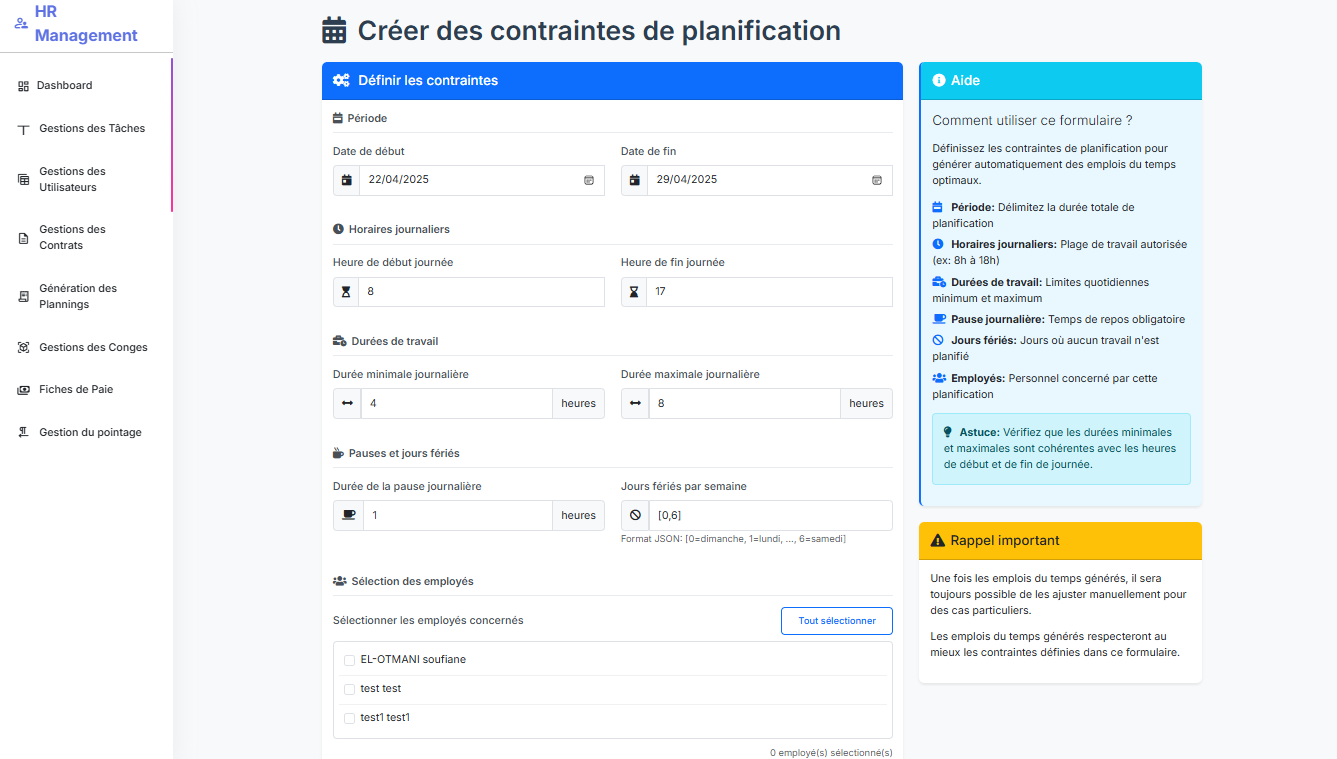 HR
Management
Dashboard
Gestions des Tâches
Gestions des
Utilisateurs
Gestions des
Contrats
Génération des
Plannings
Gestions des Conges
Fiches de Paie
Gestion du pointage
Créer des contraintes de planification
Définir les contraintes
Période
Date de début
Date de fin
22/04/2025
29/04/2025
Horaires journaliers
Heure de début journée
Heure de fin journée
8
17
Durées de travail
Durée minimale journalière
Durée maximale journalière
4
heures
8
heures
Pauses et jours fériés
Durée de la pause journalière
Jours fériés par semaine
1
heures
[0,6]
Format JSON: [0=dimanche, 1=lundi, ..., 6=samedi]
Sélection des employés
Sélectionner les employés concernés
Tout sélectionner
EL-OTMANI soufiane
test test
test1 test1
0 employé(s) sélectionné(s)
Aide
Comment utiliser ce formulaire ?
Définissez les contraintes de planification pour
générer automatiquement des emplois du temps
optimaux.
Période: Délimitez la durée totale de
planification
Horaires journaliers: Plage de travail autorisée
(ex: 8h à 18h)
Durées de travail: Limites quotidiennes
minimum et maximum
Pause journalière: Temps de repos obligatoire
Jours fériés: Jours où aucun travail n'est
planifié
Employés: Personnel concerné par cette
planification
Astuce: Vérifiez que les durées minimales
et maximales sont cohérentes avec les heures
de début et de fin de journée.
Rappel important
Une fois les emplois du temps générés, il sera
toujours possible de les ajuster manuellement pour
des cas particuliers.
Les emplois du temps générés respecteront au
mieux les contraintes définies dans ce formulaire.